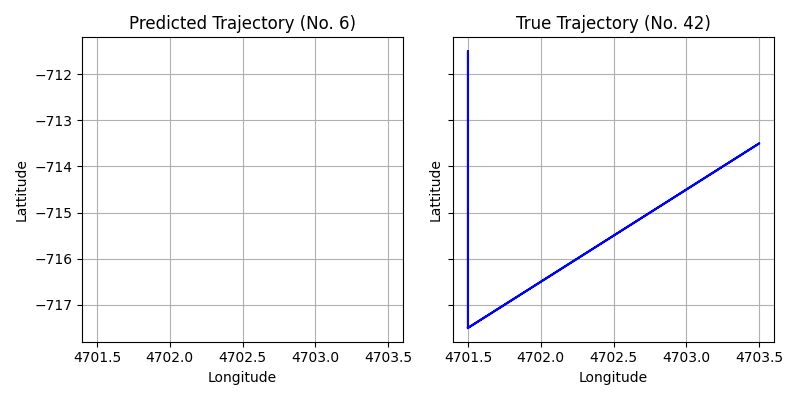 Predicted Trajectory (No. 6)
True Trajectory (No. 42)
−712
−713
−714
−715
−716
−717
Lattitude
Lattitude
4701.5 4702.0 4702.5 4703.0 4703.5
4701.5 4702.0 4702.5 4703.0 4703.5
Longitude
Longitude